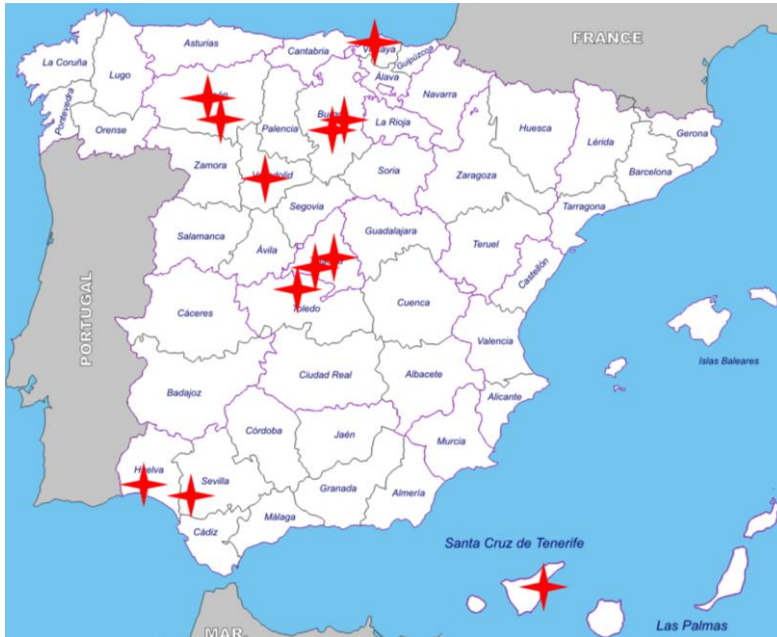 FRANCE
La Coruña
Lugo
Asturias
Cantabria
Guipúzcoa
Álava
Navarra
Pontevedra
Orense
Palencia
La Rioja
Huesca
Lérida
Gerona
Barcelona
Zamora
Soria
Zaragoza
Segovia
Tarragona
Salamanca
Ávila
Guadalajara
Teruel
Castellón
PORTUGAL
Cáceres
Toledo
Cuenca
Valencia
Islas Baleares
Badajoz
Ciudad Real
Albacete
Alicante
Córdoba
Jaén
Murcia
Huelva
Sevilla
Granada
Almería
Málaga
Cádiz
Santa Cruz de Tenerife
Las Palmas
MAR.